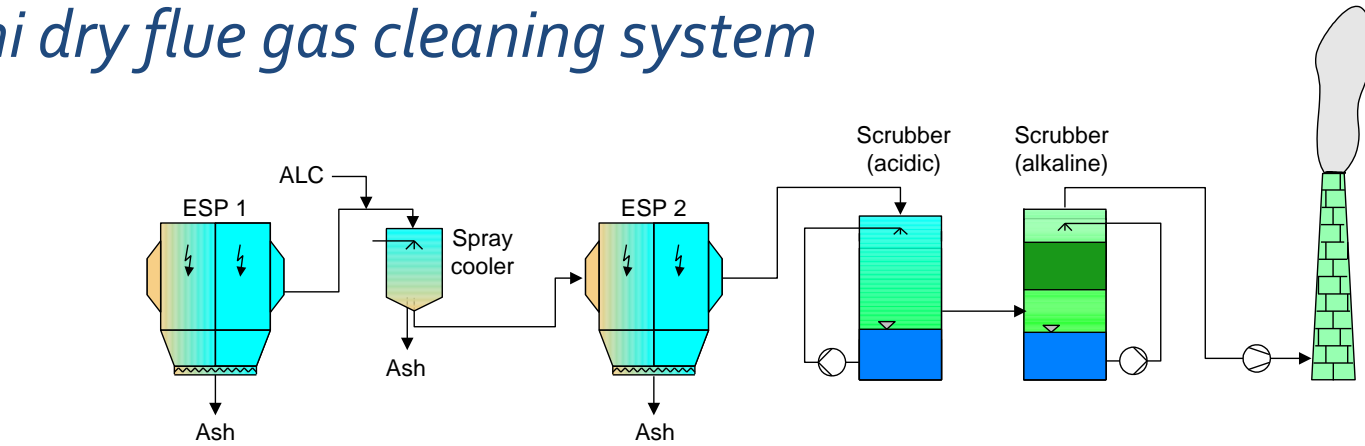 ni dry flue gas cleaning system
Scrubber
(acidic)
Scrubber
(alkaline)
ALC
ESP 1
ESP 2
Spray
cooler
Ash
Ash
Ash